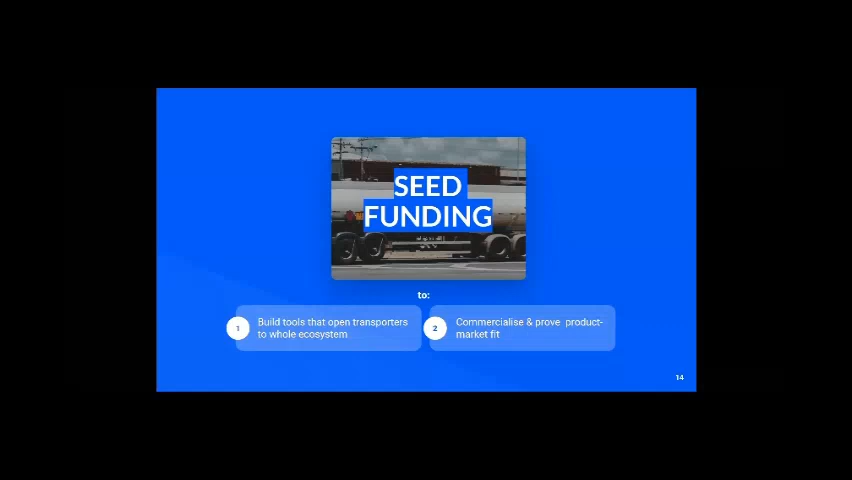 SEED
FUNDING
to:
1
Build tools that open transporters
to whole ecosystem
2
Commercialise & prove product-
market fit
14